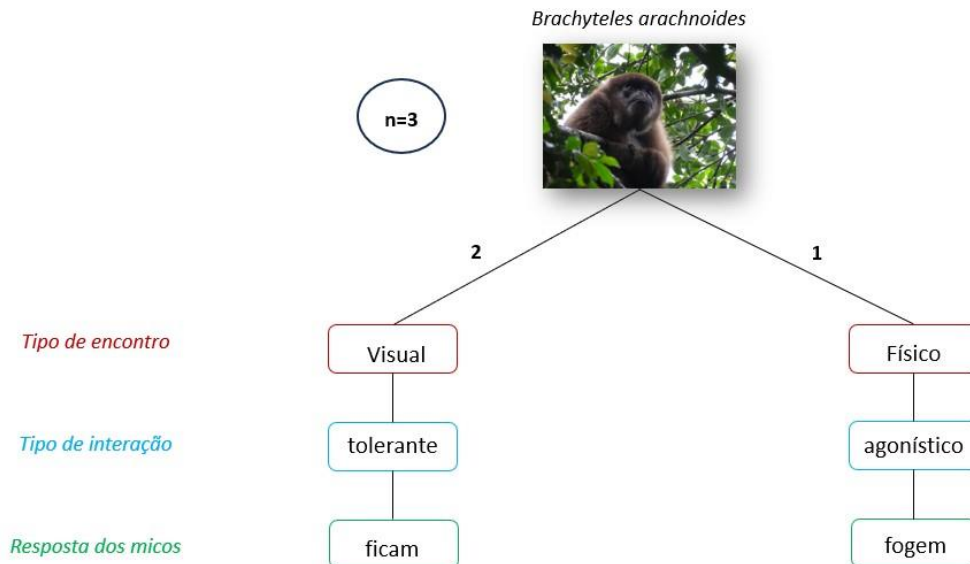 Brachyteles arachnoides
n=3
2
1
Tipo de encontro
Visual
Físico
Tipo de interação
tolerante
agonístico
Resposta dos micos
ficam
fogem